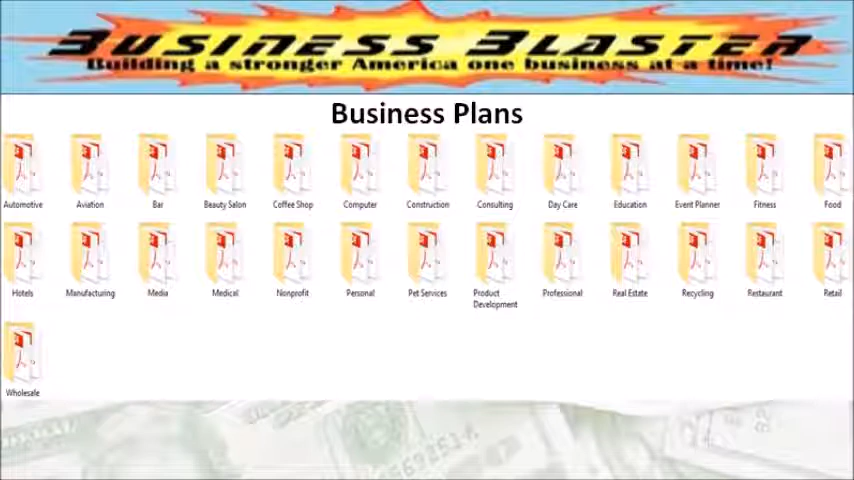 Business Blaster
Building a stronger America one business at a time!
Business Plans
Automotive Aviation Bar Beauty Salon Coffee Shop Computer Construction Consulting Day Care Education Event Planner Fitness Food
Hotels Manufacturing Media Medical Nonprofit Personal Pet Services Product Development Professional Real Estate Recycling Restaurant Retail
Wholesale